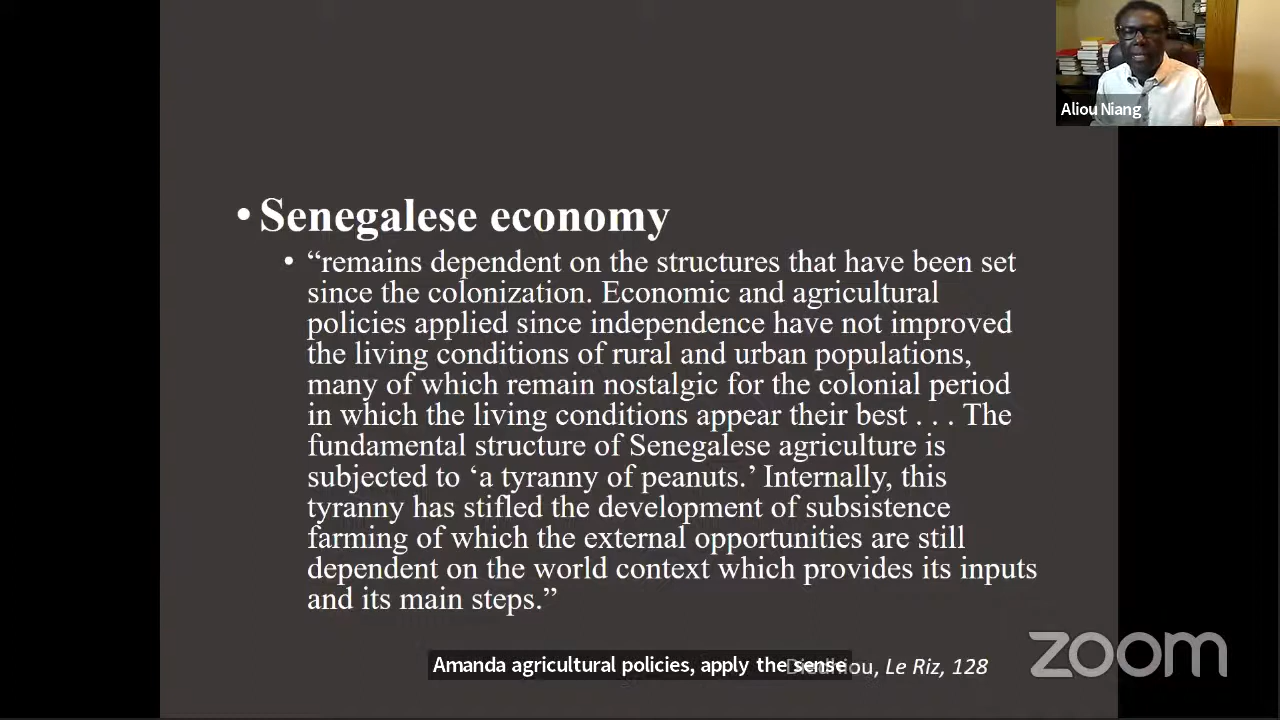 Aliou Niang
• Senegalese economy
• “remains dependent on the structures that have been set
since the colonization. Economic and agricultural
policies applied since independence have not improved
the living conditions of rural and urban populations,
many of which remain nostalgic for the colonial period
in which the living conditions appear their best . . . The
fundamental structure of Senegalese agriculture is
subjected to ‘a tyranny of peanuts.’ Internally, this
tyranny has stifled the development of subsistence
farming of which the external opportunities are still
dependent on the world context which provides its inputs
and its main steps.”
Amanda agricultural policies, apply the sense
Le Riz, 128
zoom